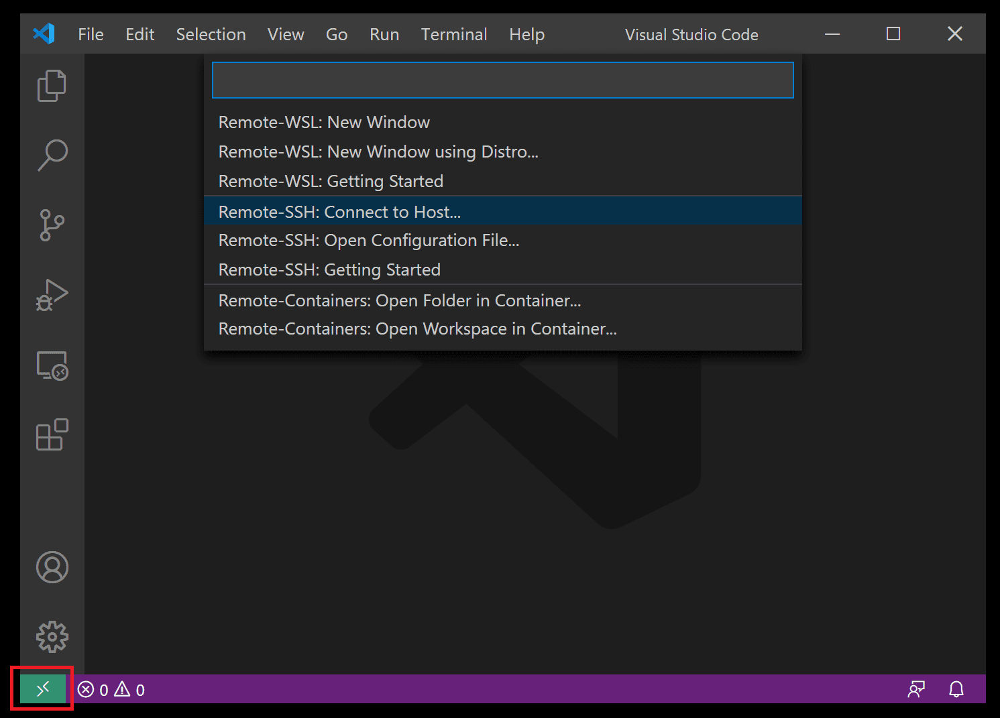 File Edit Selection View Go Run Terminal Help Visual Studio Code
Remote-WSL: New Window
Remote-WSL: New Window using Distro...
Remote-WSL: Getting Started
Remote-SSH: Connect to Host...
Remote-SSH: Open Configuration File...
Remote-SSH: Getting Started
Remote-Containers: Open Folder in Container...
Remote-Containers: Open Workspace in Container...
0 0